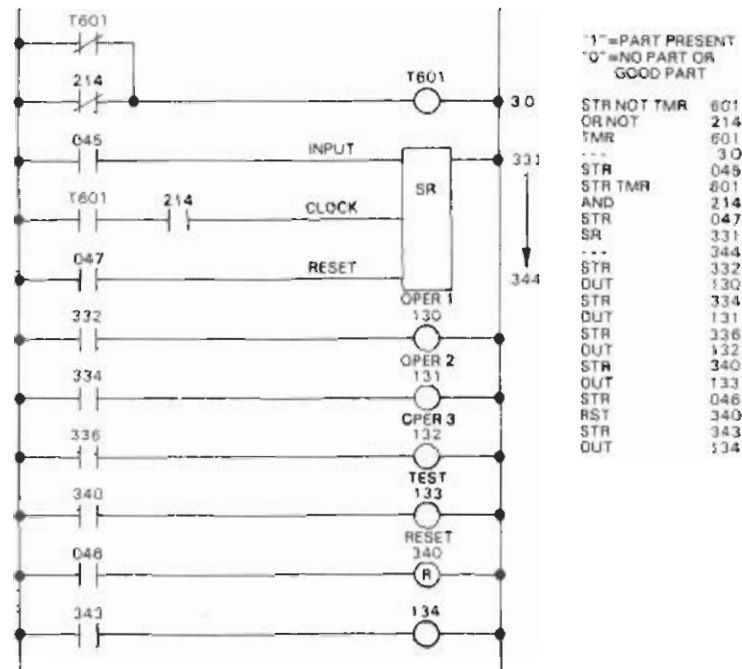 T601
214
T601
30
045
INPUT
331
SR
T601
214
CLOCK
047
RESET
344
OPER 1
332
130
OPER 2
334
131
OPER 3
336
132
TEST
340
133
RESET
046
340
R
343
134
"1"=PART PRESENT
"0"=NO PART OR
GOOD PART
STR NOT TMR 601
OR NOT 214
TMR 601
--- 30
STR 045
STR TMR 601
AND 214
STR 047
SR 331
--- 344
STR 332
OUT 130
STR 334
OUT 131
STR 336
OUT 132
STR 340
OUT 133
STR 046
RST 340
STR 343
OUT 134